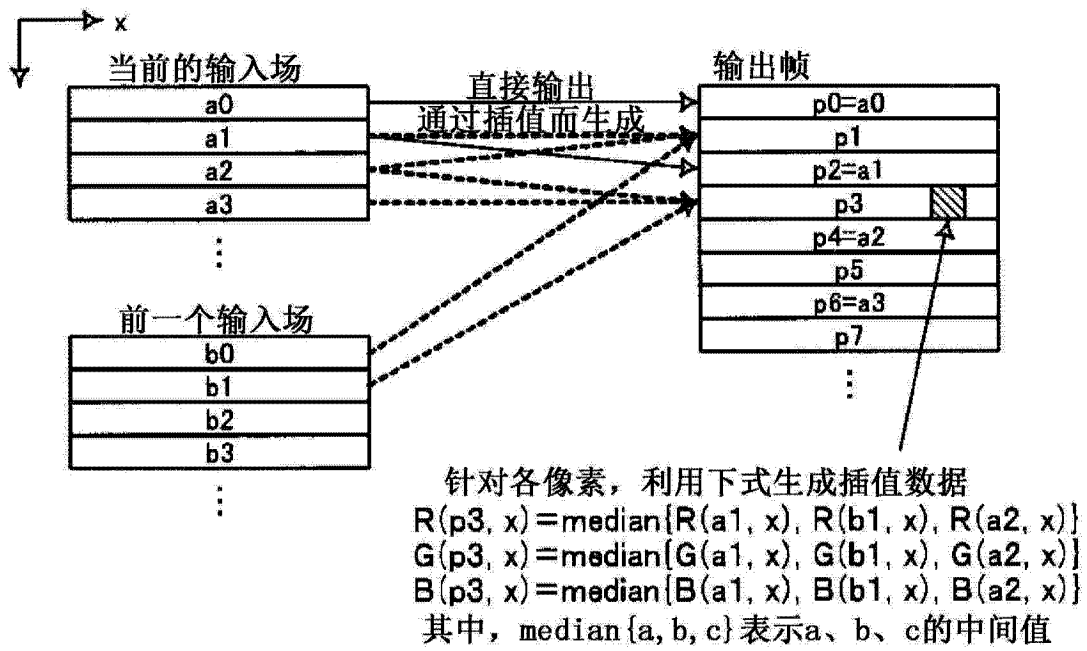 x
当前的输入场
a0
a1
a2
a3
直接输出
通过插值而生成
输出帧
p0=a0
p1
p2=a1
p3
p4=a2
p5
p6=a3
p7
前一个输入场
b0
b1
b2
b3
针对各像素，利用下式生成插值数据
R(p3, x)=median{R(a1, x), R(b1, x), R(a2, x)}
G(p3, x)=median{G(a1, x), G(b1, x), G(a2, x)}
B(p3, x)=median{B(a1, x), B(b1, x), B(a2, x)}
其中，median{a,b,c}表示a、b、c的中间值